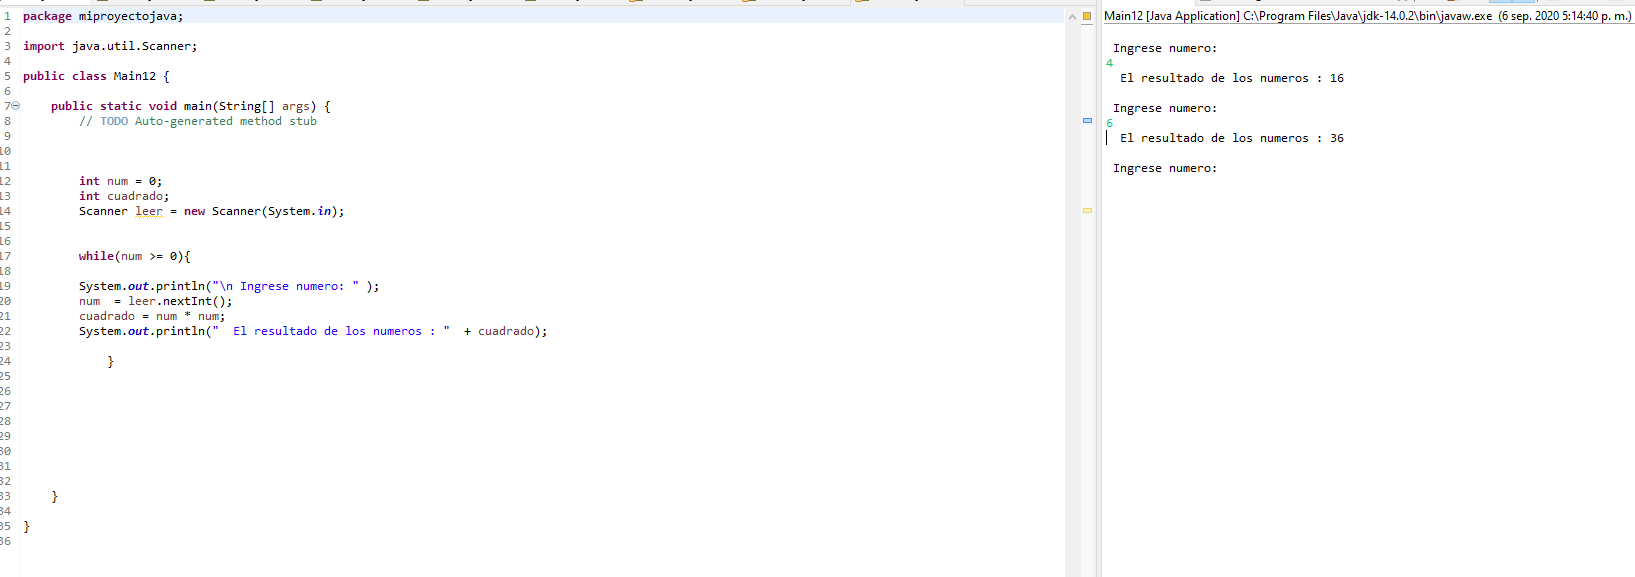 1 package miproyectojava;
2
3 import java.util.Scanner;
4
5 public class Main12 {
6
7 public static void main(String[] args) {
8 // TODO Auto-generated method stub
9
10
11
12 int num = 0;
13 int cuadrado;
14 Scanner leer = new Scanner(System.in);
15
16
17 while(num >= 0){
18
19 System.out.println("\n Ingrese numero: " );
20 num  = leer.nextInt();
21 cuadrado = num * num;
22 System.out.println("  El resultado de los numeros : "  + cuadrado);
23
24 }
25
26
27
28
29
30
31
32
33 }
34
35 }
36
Main12 [Java Application] C:\Program Files\Java\jdk-14.0.2\bin\javaw.exe (6 sep. 2020 5:14:40 p. m.)
Ingrese numero:
4
El resultado de los numeros : 16
Ingrese numero:
6
El resultado de los numeros : 36
Ingrese numero: